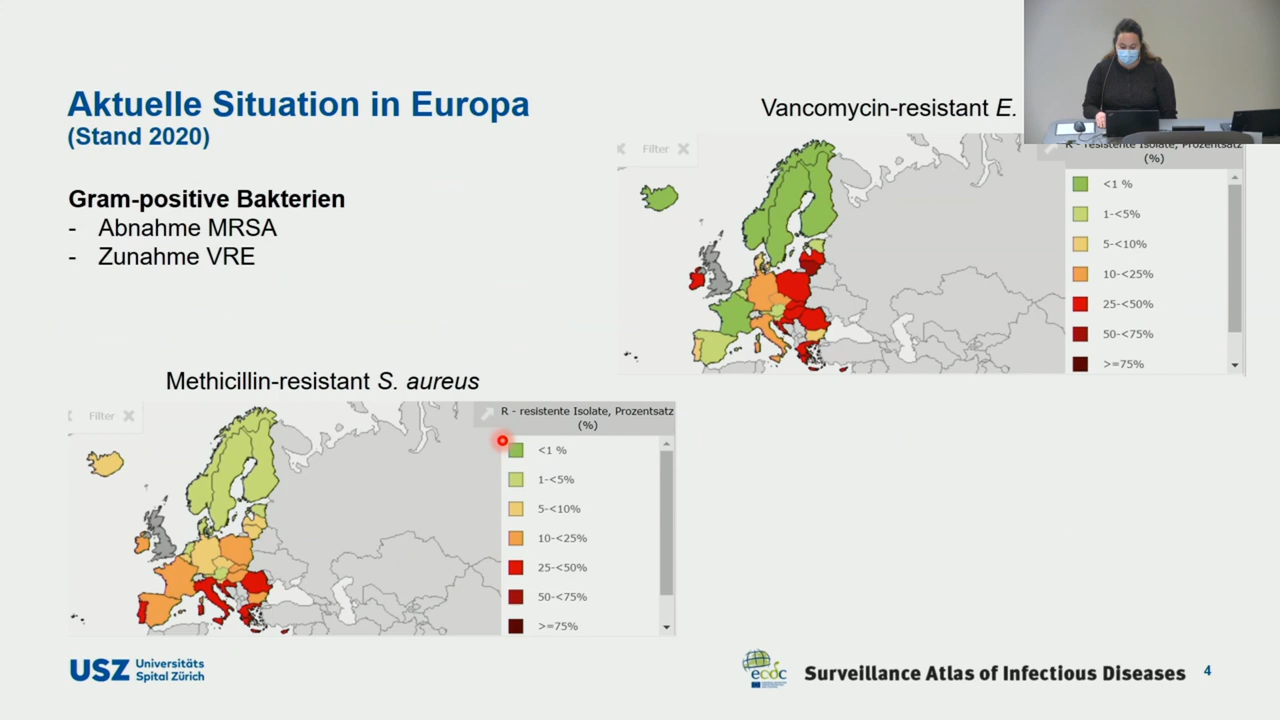 Aktuelle Situation in Europa
(Stand 2020)
Gram-positive Bakterien
- Abnahme MRSA
- Zunahme VRE
Vancomycin-resistant E.
Filter
R - resistente Isolate, Prozentsatz
(%)
<1 %
1-<5%
5-<10%
10-<25%
25-<50%
50-<75%
>=75%
Methicillin-resistant S. aureus
Filter
R - resistente Isolate, Prozentsatz
(%)
<1 %
1-<5%
5-<10%
10-<25%
25-<50%
50-<75%
>=75%
USZ Universitäts
Spital Zürich
ecdc
Surveillance Atlas of Infectious Diseases
4